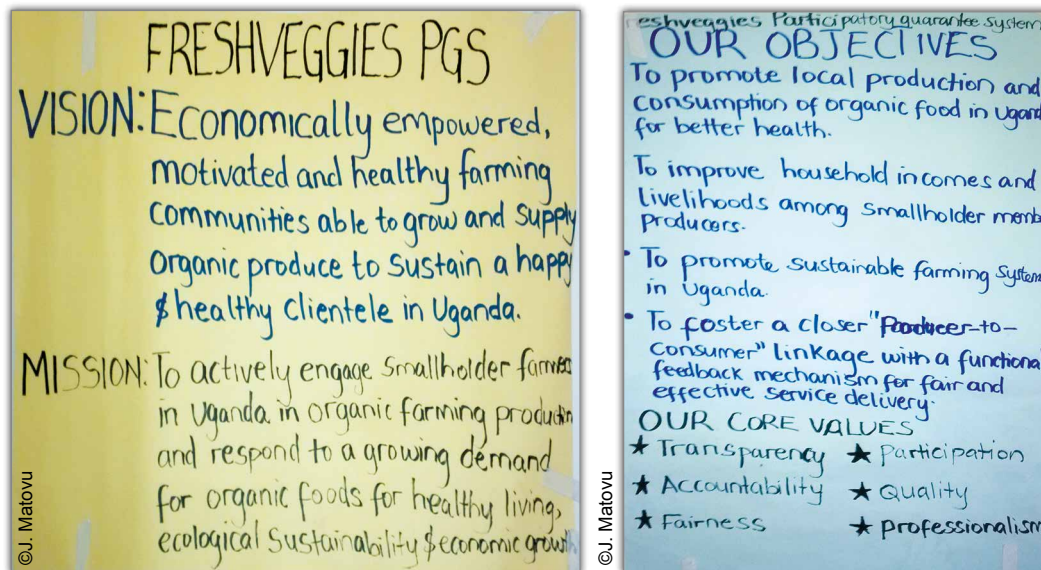 FRESHVEGGIES PGS
VISION: Economically empowered,
motivated and healthy farming
communities able to grow and supply
organic produce to sustain a happy
& healthy clientele in Uganda.
MISSION: To actively engage smallholder farmers
in Uganda in organic farming production
and respond to a growing demand
for organic foods for healthy living,
ecological sustainability & economic growth
©J. Matovu
eshveggies Participatory guarantee system
OUR OBJECTIVES
To promote local production and
consumption of organic food in Ugand
for better health.
To improve household incomes and
livelihoods among smallholder memb
producers.
• To promote sustainable farming system
in Uganda.
• To foster a closer "Producer-to-
consumer" linkage with a functiona
feedback mechanism for fair and
effective service delivery.
OUR CORE VALUES
★ Transparency ★ Participation
★ Accountability ★ Quality
★ Fairness ★ professionalism
©J. Matovu